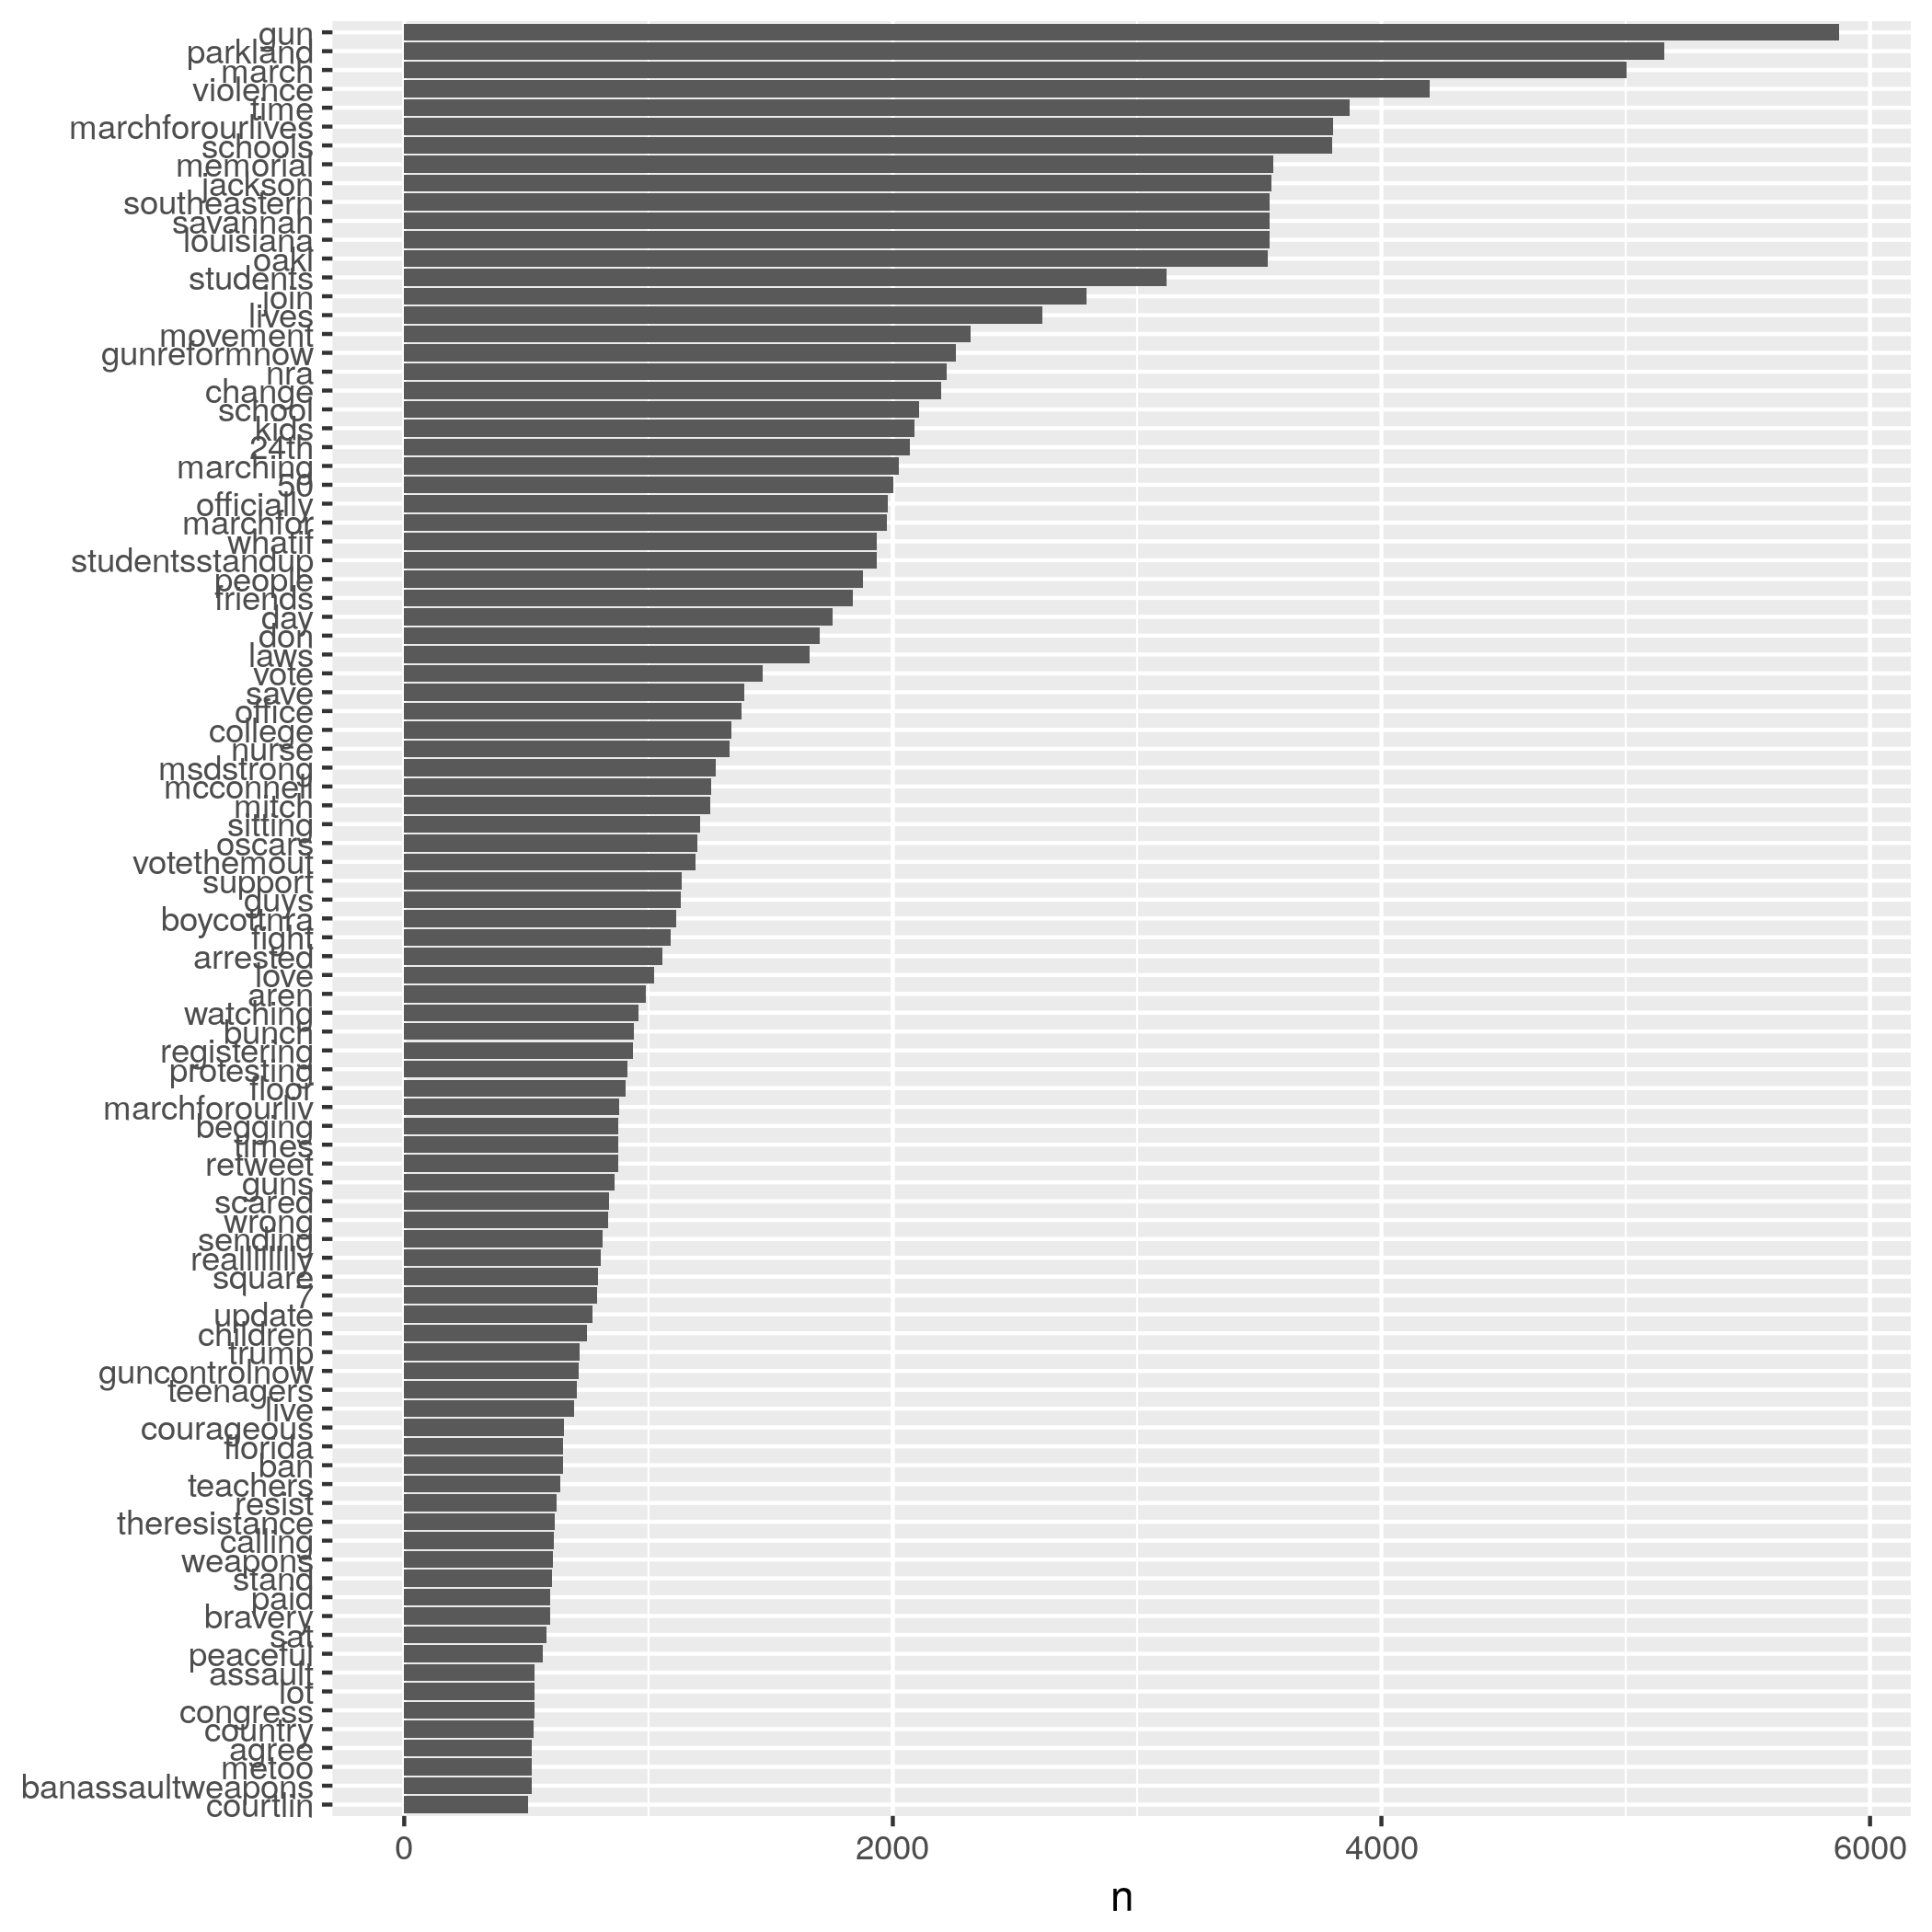 gun
parkland
march
violence
time
marchforourlives
schools
memorial
jackson
southeastern
savannah
louisiana
oakl
students
join
lives
movement
gunreformnow
nra
change
school
kids
24th
marching
50
officially
marchfor
whatif
studentsstandup
people
friends
day
don
laws
vote
save
office
college
nurse
msdstrong
mcconnell
mitch
sitting
oscars
votethemout
support
guys
boycottnra
fight
arrested
love
aren
watching
bunch
registering
protesting
floor
marchforourliv
begging
times
retweet
guns
scared
wrong
sending
square
7
update
children
trump
guncontrolnow
teenagers
live
courageous
florida
ban
teachers
resist
theresistance
calling
weapons
stand
paid
bravery
sat
peaceful
assault
lot
congress
country
agree
metoo
banassaultweapons
courtlin
0 2000 4000 6000
n